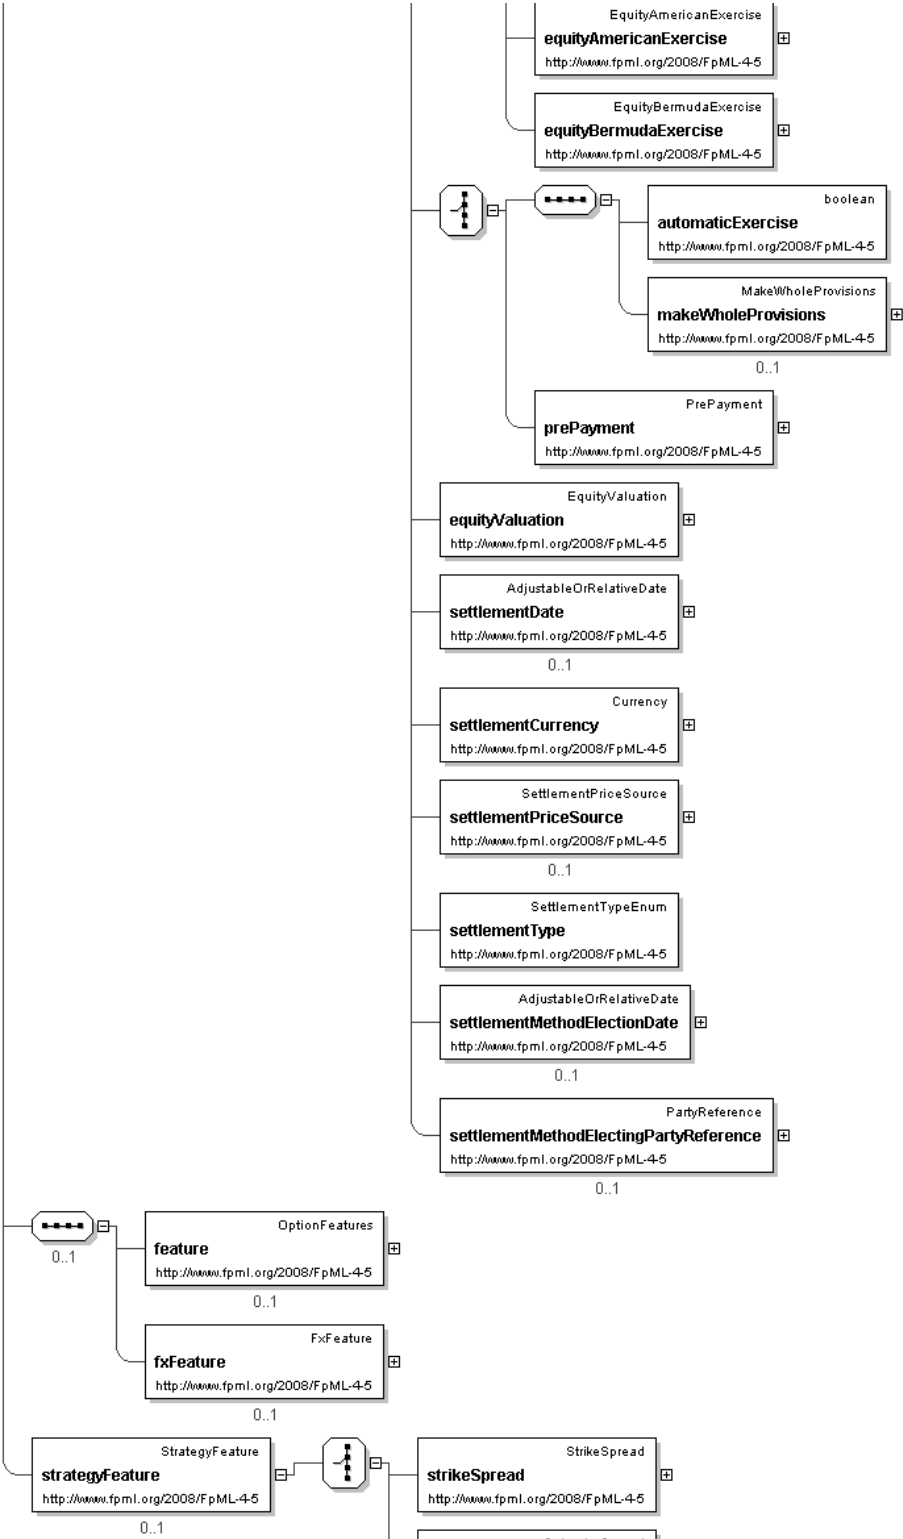 EquityAmericanExercise
equityAmericanExercise
http://www.fpml.org/2008/FpML-4-5
EquityBermudaExercise
equityBermudaExercise
http://www.fpml.org/2008/FpML-4-5
boolean
automaticExercise
http://www.fpml.org/2008/FpML-4-5
MakeWholeProvisions
makeWholeProvisions
http://www.fpml.org/2008/FpML-4-5
0..1
PrePayment
prePayment
http://www.fpml.org/2008/FpML-4-5
EquityValuation
equityValuation
http://www.fpml.org/2008/FpML-4-5
AdjustableOrRelativeDate
settlementDate
http://www.fpml.org/2008/FpML-4-5
0..1
Currency
settlementCurrency
http://www.fpml.org/2008/FpML-4-5
SettlementPriceSource
settlementPriceSource
http://www.fpml.org/2008/FpML-4-5
0..1
SettlementTypeEnum
settlementType
http://www.fpml.org/2008/FpML-4-5
AdjustableOrRelativeDate
settlementMethodElectionDate
http://www.fpml.org/2008/FpML-4-5
0..1
PartyReference
settlementMethodElectingPartyReference
http://www.fpml.org/2008/FpML-4-5
0..1
0..1
OptionFeatures
feature
http://www.fpml.org/2008/FpML-4-5
0..1
FxFeature
fxFeature
http://www.fpml.org/2008/FpML-4-5
0..1
StrategyFeature
strategyFeature
http://www.fpml.org/2008/FpML-4-5
0..1
StrikeSpread
strikeSpread
http://www.fpml.org/2008/FpML-4-5